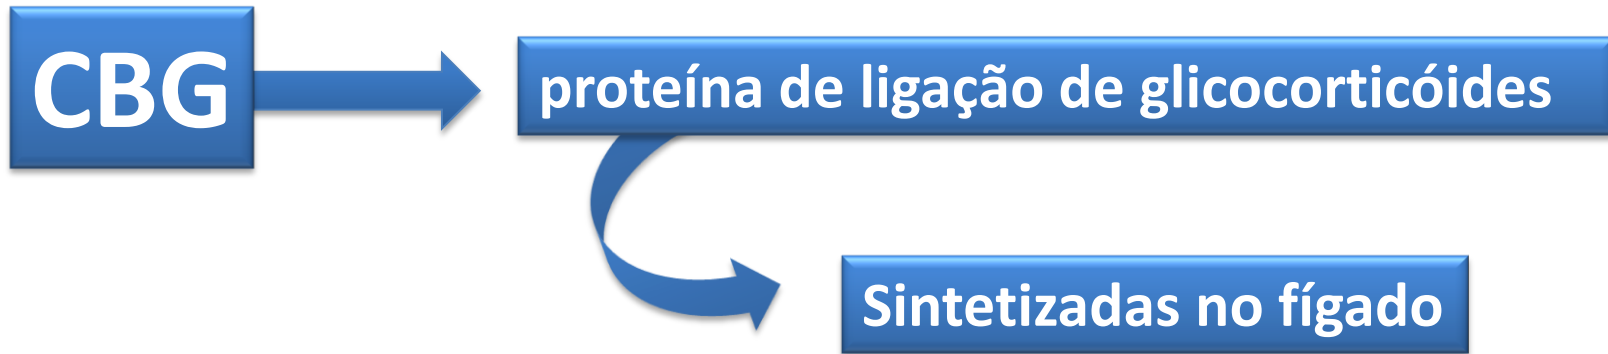 CBG
proteína de ligação de glicocorticóides
Sintetizadas no fígado